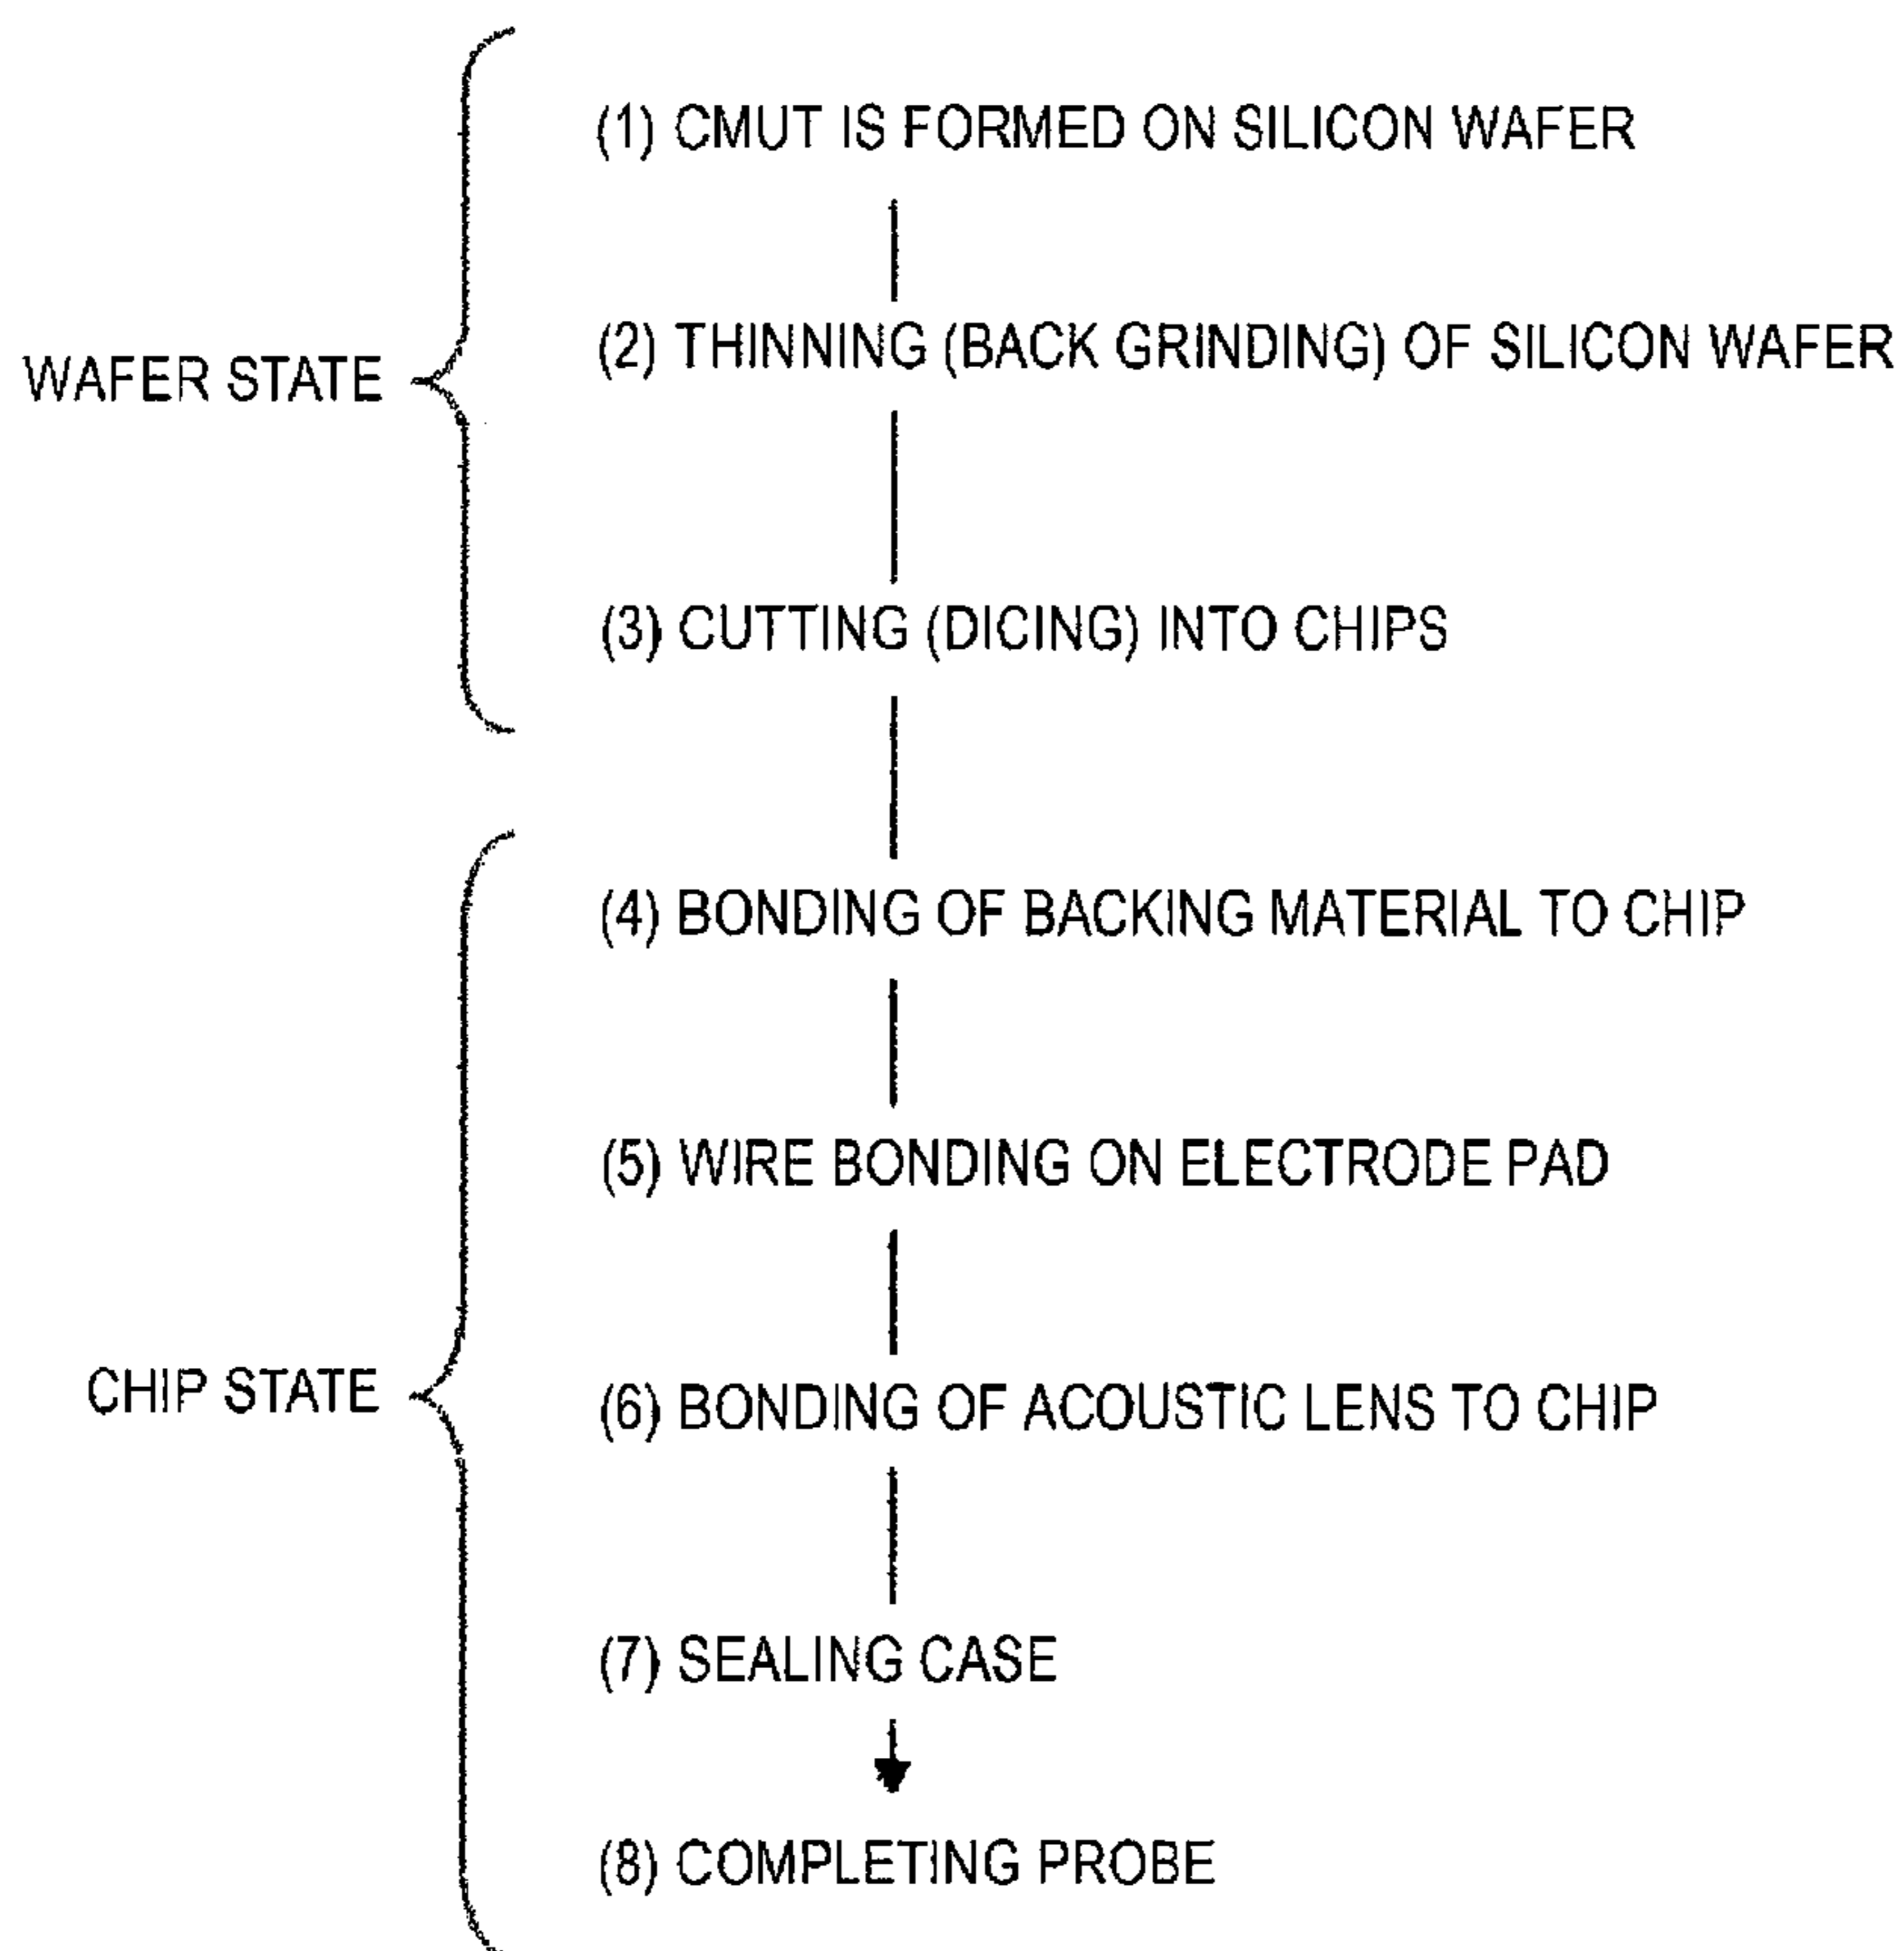 (1) CMUT IS FORMED ON SILICON WAFER
(2) THINNING (BACK GRINDING) OF SILICON WAFER
WAFER STATE
(3) CUTTING (DICING) INTO CHIPS
(4) BONDING OF BACKING MATERIAL TO CHIP
(5) WIRE BONDING ON ELECTRODE PAD
CHIP STATE
(6) BONDING OF ACOUSTIC LENS TO CHIP
(7) SEALING CASE
(8) COMPLETING PROBE